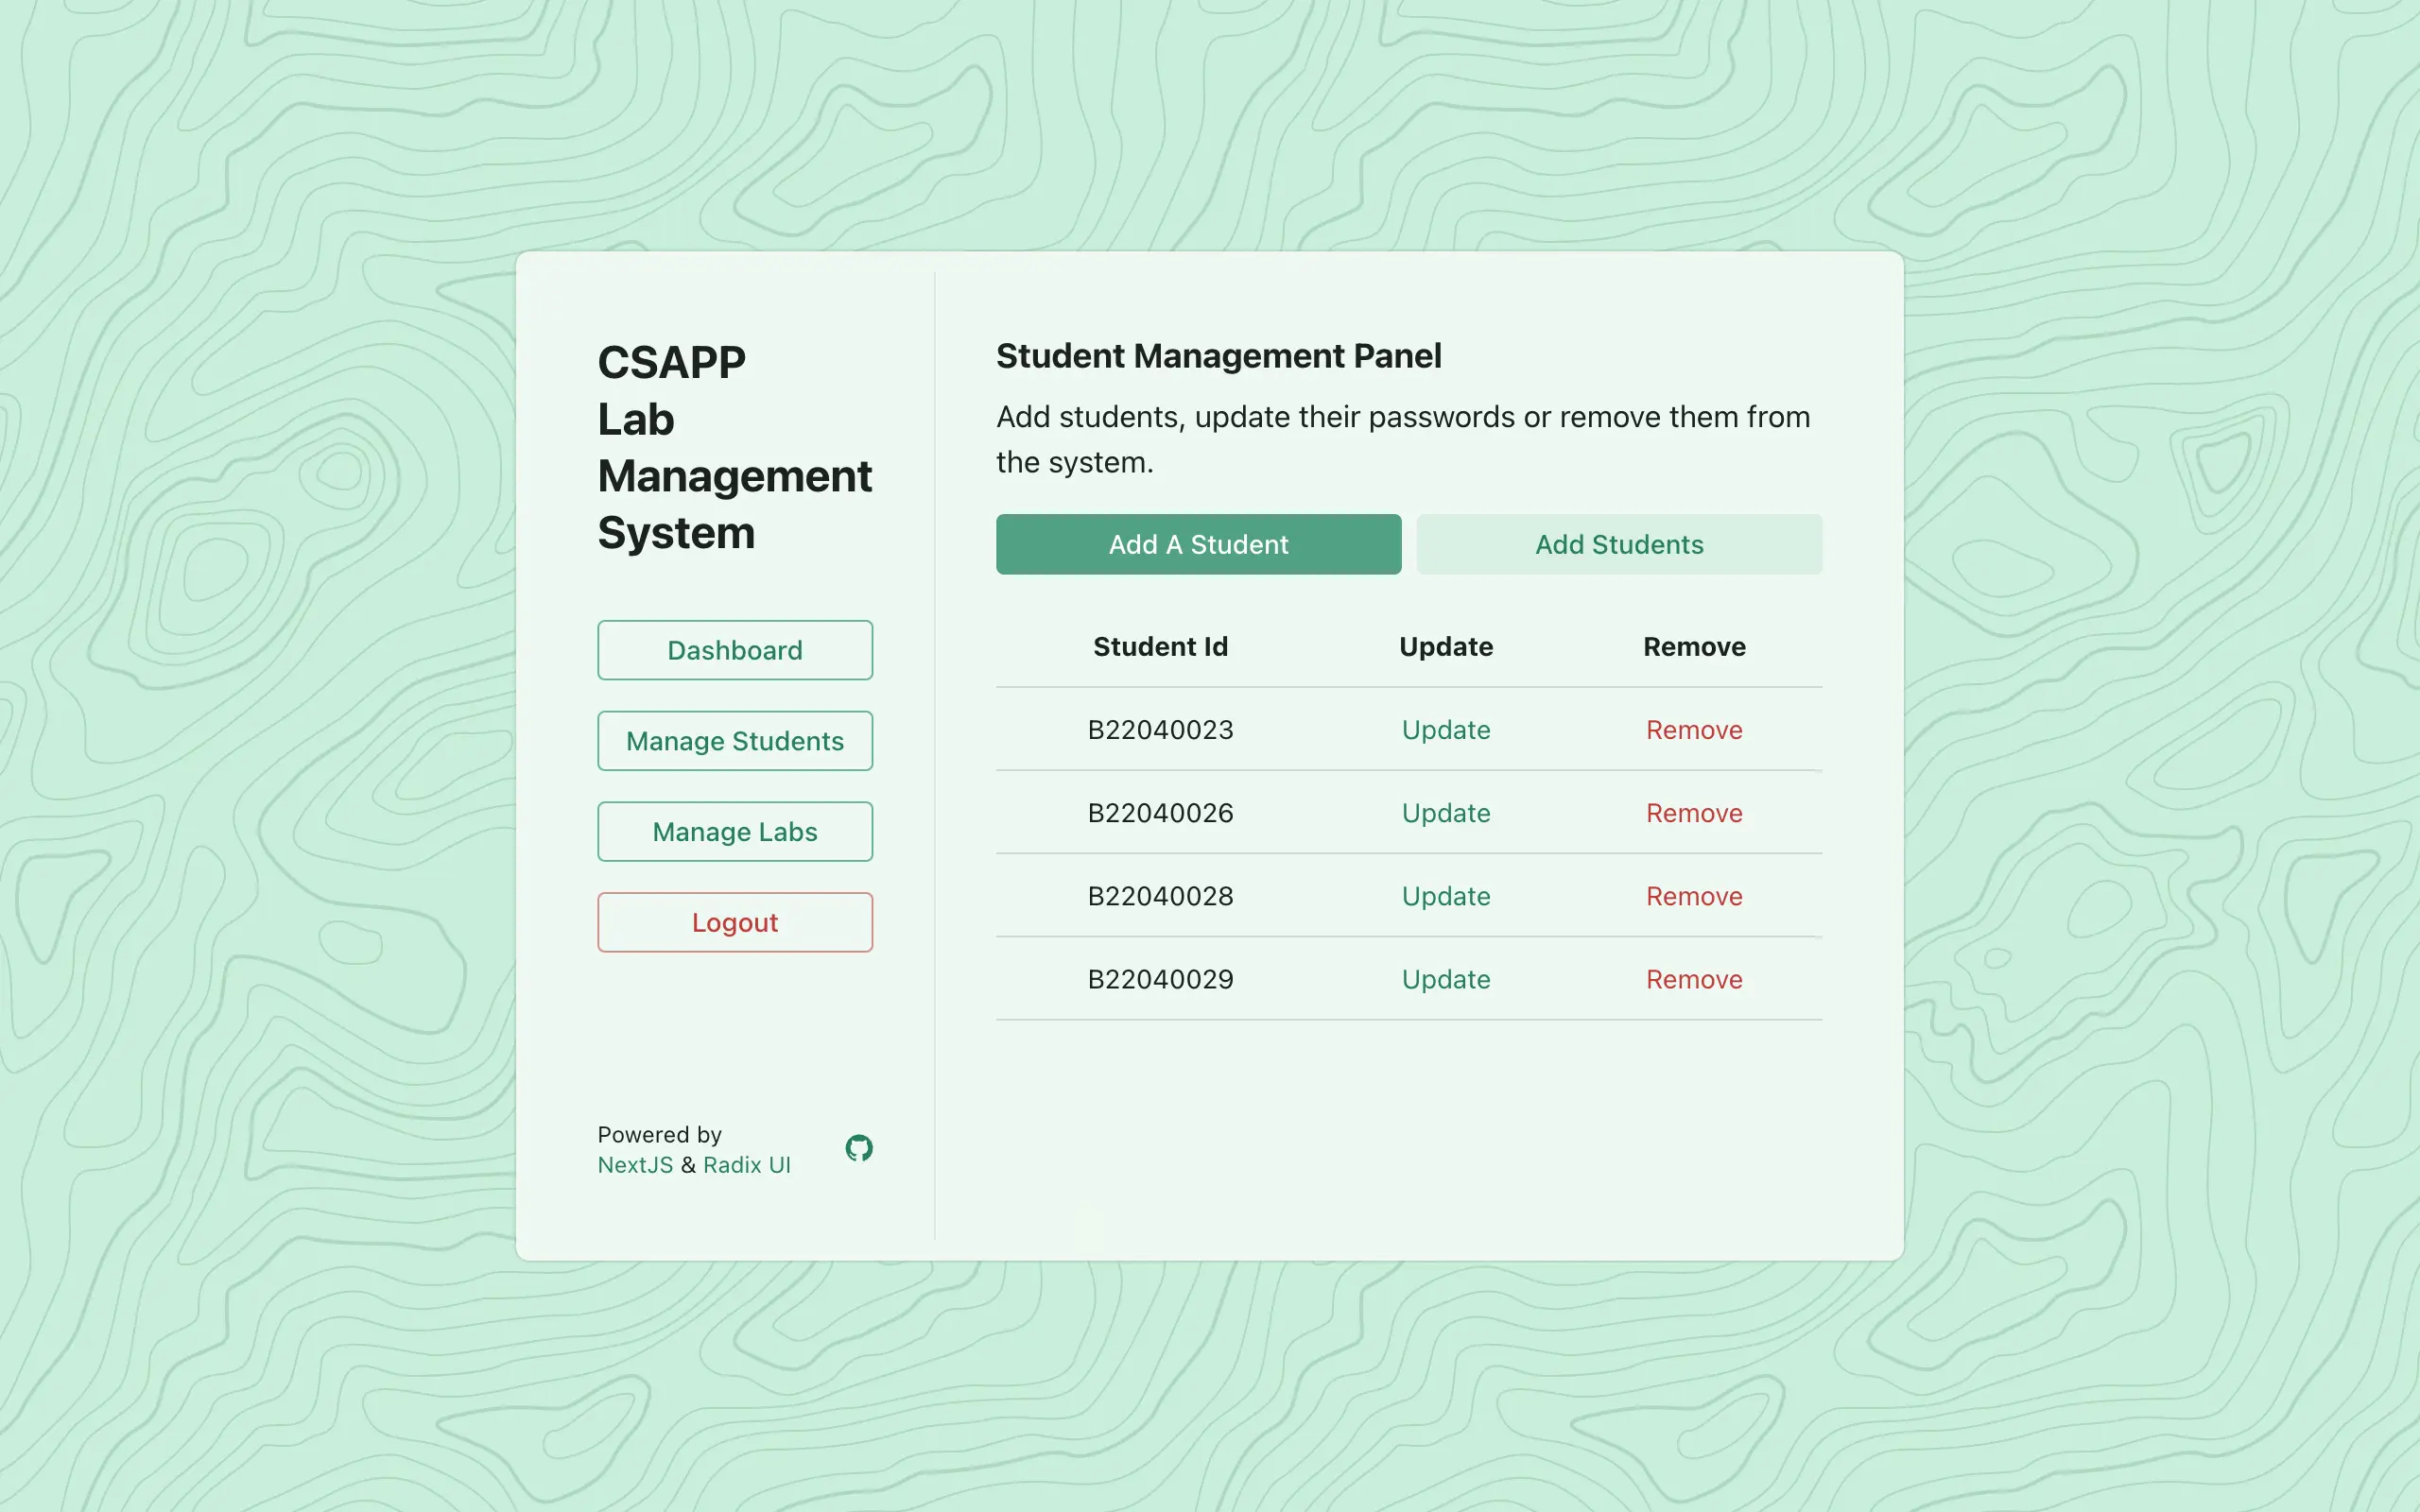 CSAPP
Lab
Management
System
Dashboard
Manage Students
Manage Labs
Logout
Powered by
NextJS & Radix UI
Student Management Panel
Add students, update their passwords or remove them from
the system.
Add A Student Add Students
Student Id Update Remove
B22040023 Update Remove
B22040026 Update Remove
B22040028 Update Remove
B22040029 Update Remove